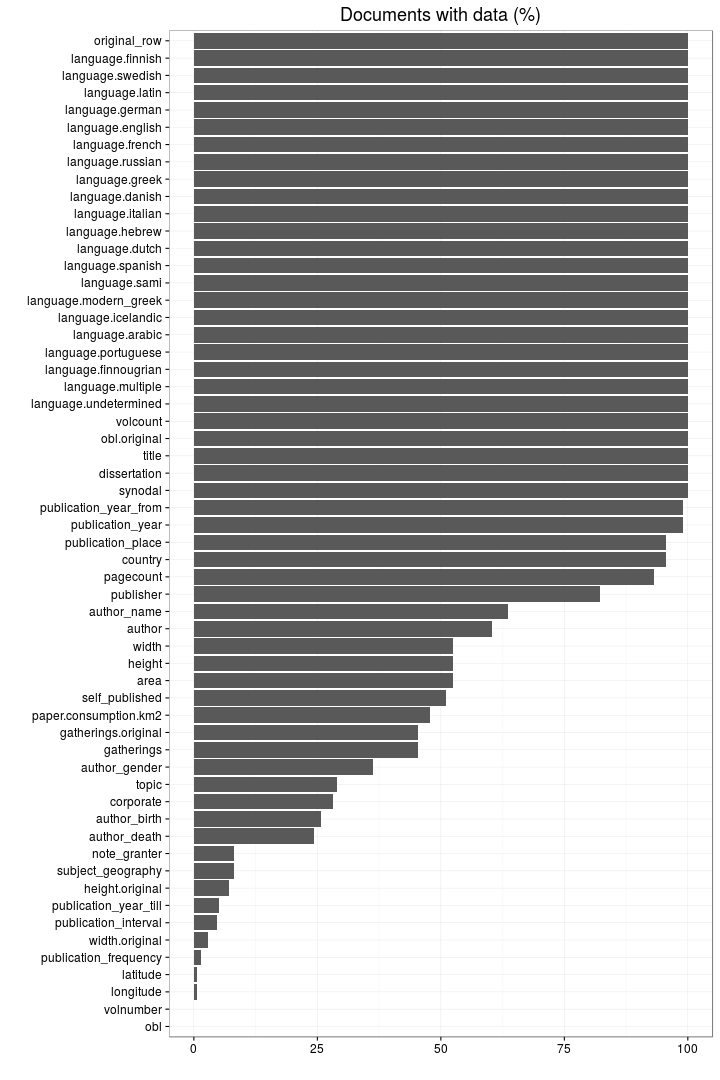 Documents with data (%)
original_row
language.finnish
language.swedish
language.latin
language.german
language.english
language.french
language.russian
language.greek
language.danish
language.italian
language.hebrew
language.dutch
language.spanish
language.sami
language.modern_greek
language.icelandic
language.arabic
language.portuguese
language.finnougrian
language.multiple
language.undetermined
volcount
obl.original
title
dissertation
synodal
publication_year_from
publication_year
publication_place
country
pagecount
publisher
author_name
author
width
height
area
self_published
paper.consumption.km2
gatherings.original
gatherings
author_gender
topic
corporate
author_birth
author_death
note_granter
subject_geography
height.original
publication_year_till
publication_interval
width.original
publication_frequency
latitude
longitude
volnumber
obl
0 25 50 75 100